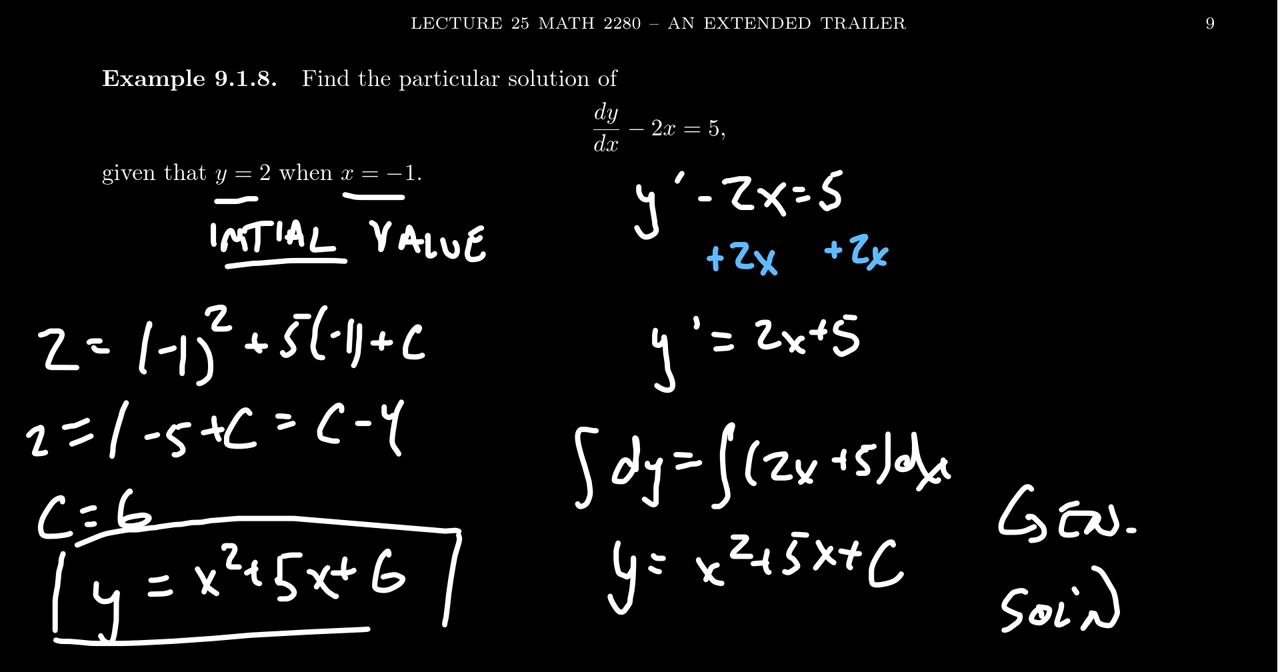 LECTURE 25 MATH 2280 – AN EXTENDED TRAILER 9
Example 9.1.8. Find the particular solution of
dy/dx − 2x = 5,
given that y = 2 when x = −1.
INTIAL VALUE
y' - 2x = 5
+2x +2x
y' = 2x+5
∫ dy = ∫ (2x+5)dx
y = x²+5x+C
GEN.
SOL'N
2 = (-1)² + 5(-1) + C
2 = 1 - 5 + C = C - 4
C = 6
y = x²+5x+6